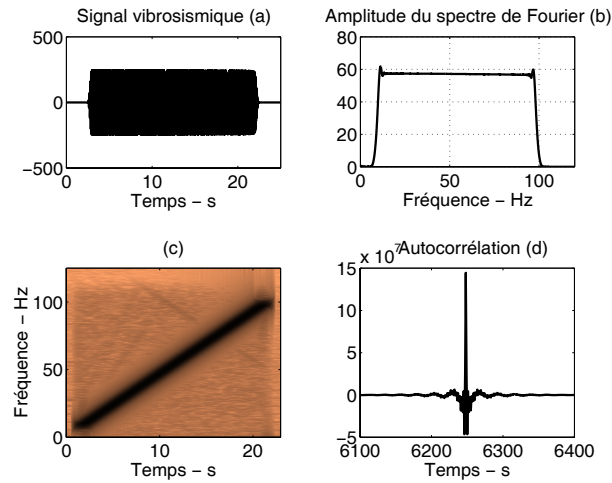 Signal vibrosismique (a)
500
0
−500
0
10
20
Temps – s
Amplitude du spectre de Fourier (b)
80
60
40
20
0
0
50
100
Fréquence – Hz
(c)
Fréquence – Hz
100
50
0
0
10
20
Temps – s
x 10⁷
Autocorrélation (d)
15
10
5
0
−5
6100
6200
6300
6400
Temps – s